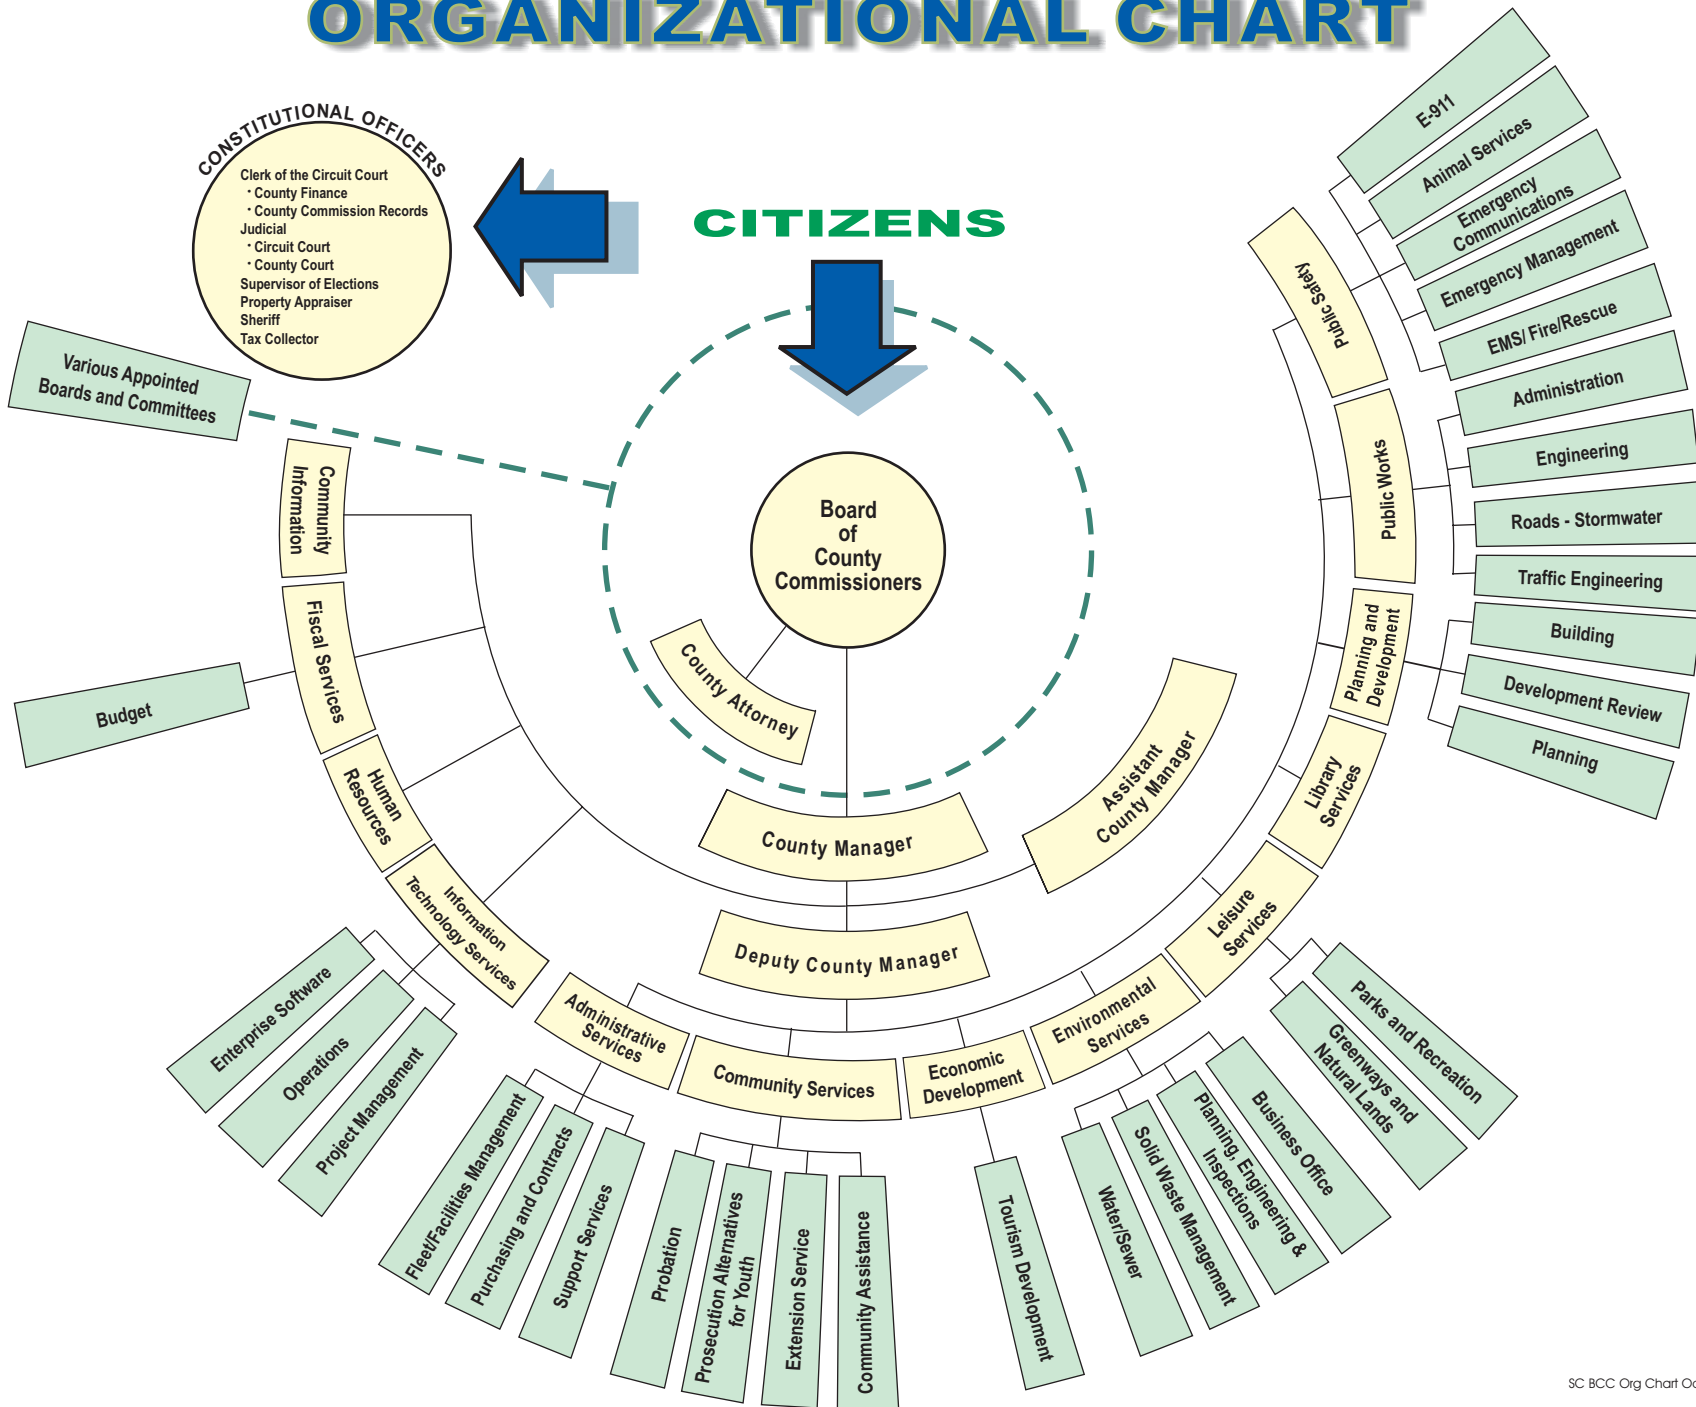 ORGANIZATIONAL CHART
CONSTITUTIONAL OFFICERS
Clerk of the Circuit Court
· County Finance
· County Commission Records
Judicial
· Circuit Court
· County Court
Supervisor of Elections
Property Appraiser
Sheriff
Tax Collector
CITIZENS
Various Appointed
Boards and Committees
Board
of
County
Commissioners
County Attorney
County Manager
Assistant
County Manager
Deputy County Manager
Community
Information
Fiscal Services
Budget
Human
Resources
Information
Technology Services
Enterprise Software
Operations
Project Management
Administrative
Services
Fleet/Facilities Management
Purchasing and Contracts
Support Services
Community Services
Probation
Prosecution Alternatives
for Youth
Extension Service
Community Assistance
Economic
Development
Tourism Development
Environmental
Services
Water/Sewer
Solid Waste Management
Planning, Engineering &
Inspections
Business Office
Leisure
Services
Greenways and
Natural Lands
Parks and Recreation
Library
Services
Planning and
Development
Building
Development Review
Planning
Public Works
Administration
Engineering
Roads - Stormwater
Traffic Engineering
Public Safety
E-911
Animal Services
Emergency
Communications
Emergency Management
EMS/ Fire/Rescue
SC BCC Org Chart